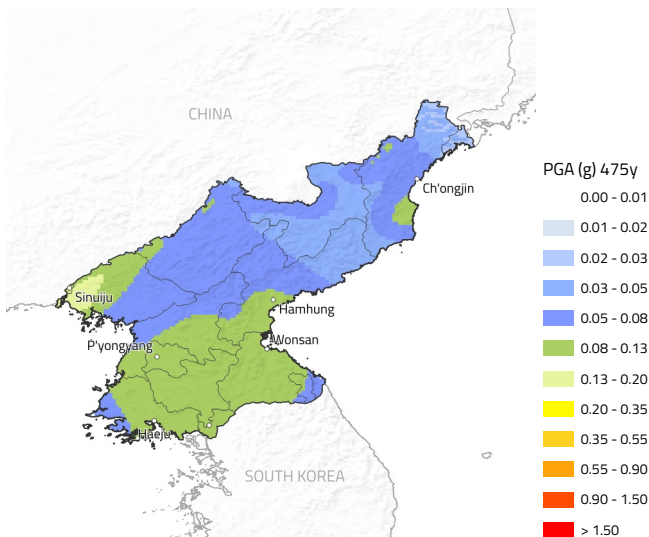 CHINA
Ch'ongjin
Sinuiju
Hamhung
P'yongyang
Wonsan
Haeju
SOUTH KOREA
PGA (g) 475y
0.00 - 0.01
0.01 - 0.02
0.02 - 0.03
0.03 - 0.05
0.05 - 0.08
0.08 - 0.13
0.13 - 0.20
0.20 - 0.35
0.35 - 0.55
0.55 - 0.90
0.90 - 1.50
> 1.50